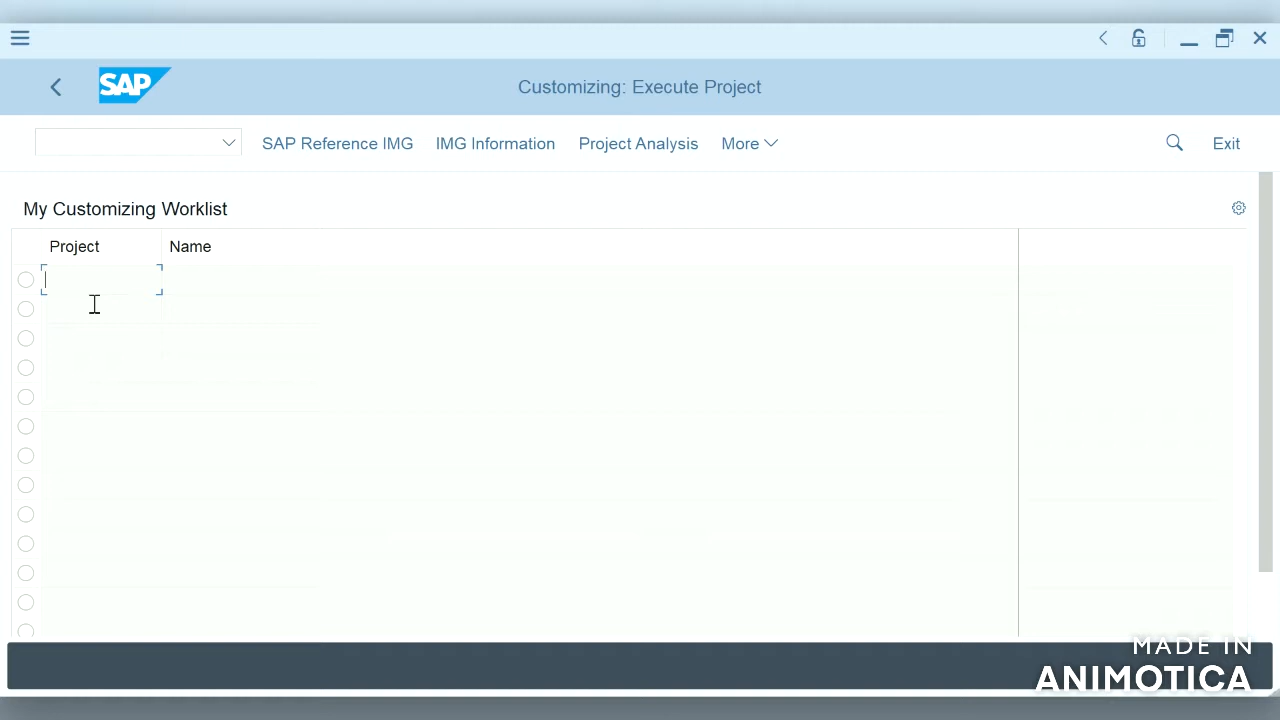 SAP
Customizing: Execute Project
SAP Reference IMG IMG Information Project Analysis More Exit
My Customizing Worklist
Project Name
MADE IN
ANIMOTICA